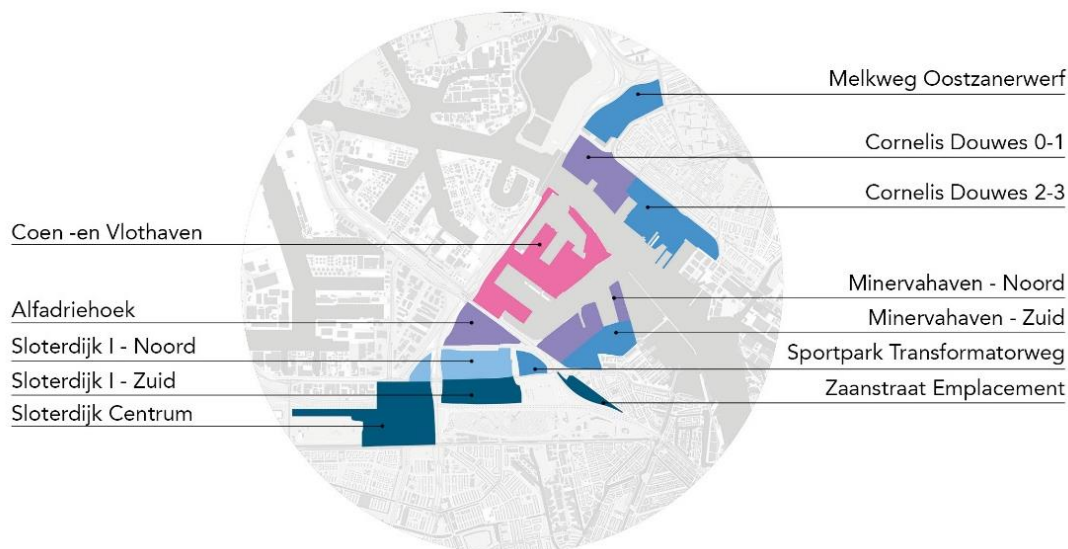 Melkweg Oostzanerwerf
Cornelis Douwes 0-1
Cornelis Douwes 2-3
Coen -en Vlothaven
Minervahaven - Noord
Alfadriehoek
Minervahaven - Zuid
Sloterdijk I - Noord
Sportpark Transformatorweg
Sloterdijk I - Zuid
Zaanstraat Emplacement
Sloterdijk Centrum